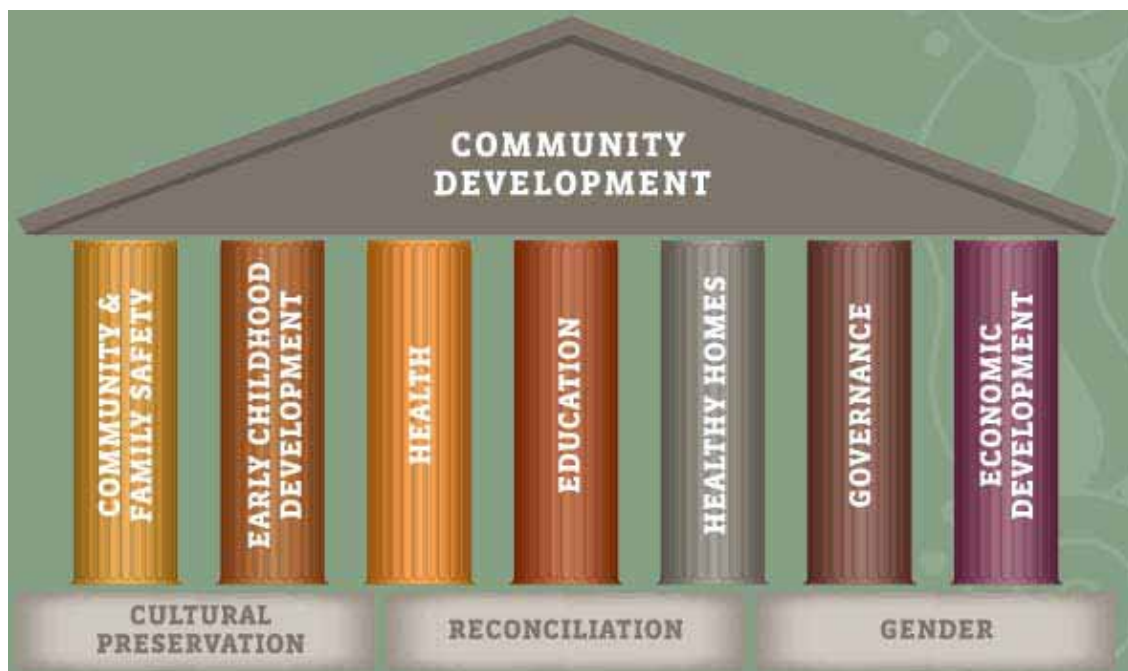 COMMUNITY
DEVELOPMENT
COMMUNITY &
FAMILY SAFETY
EARLY CHILDHOOD
DEVELOPMENT
HEALTH
EDUCATION
HEALTHY HOMES
GOVERNANCE
ECONOMIC
DEVELOPMENT
CULTURAL
PRESERVATION
RECONCILIATION
GENDER